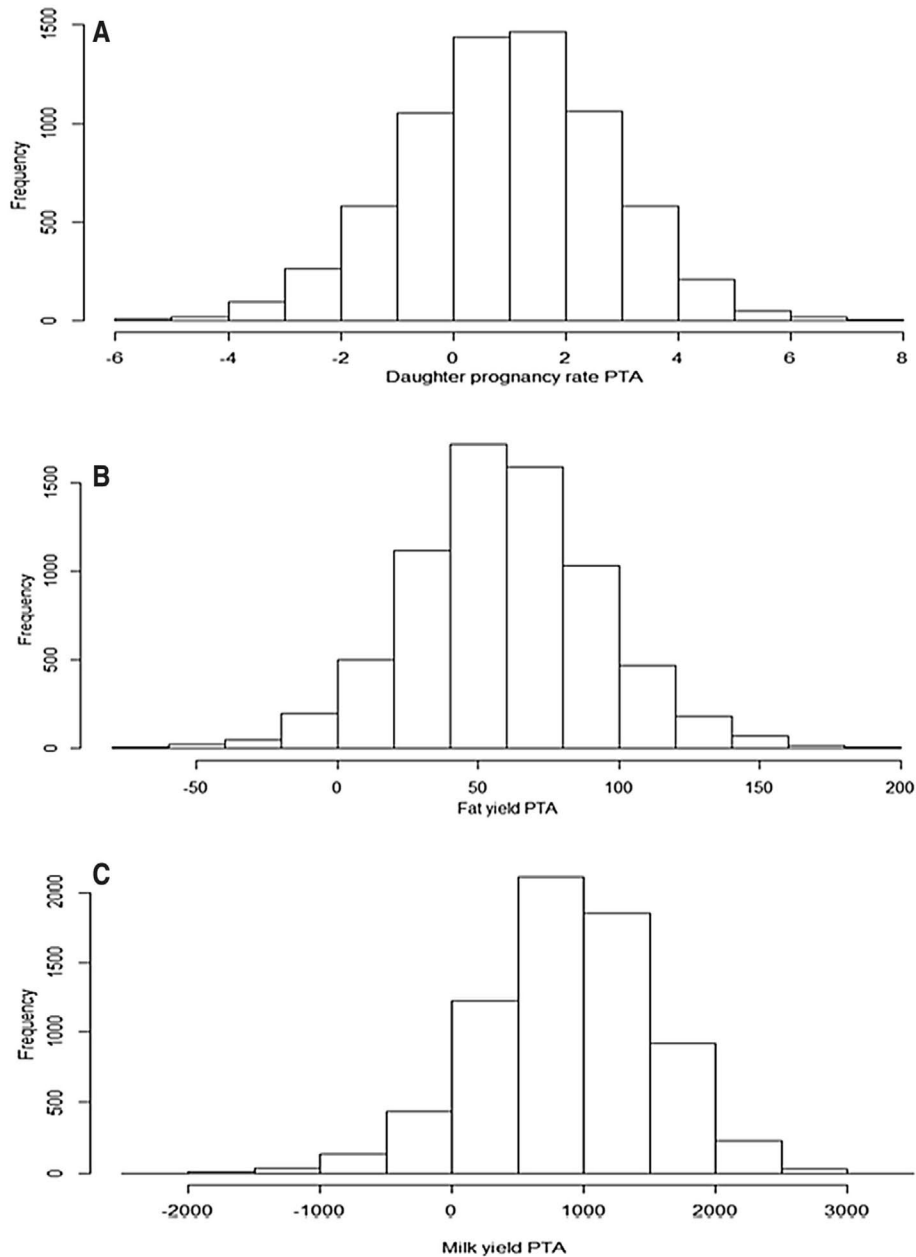 A
1500
1000
500
0
Frequency
-6 -4 -2 0 2 4 6 8
Daughter prognancy rate PTA
B
1500
1000
500
0
Frequency
-50 0 50 100 150 200
Fat yield PTA
C
2000
1500
1000
500
0
Frequency
-2000 -1000 0 1000 2000 3000
Milk yield PTA